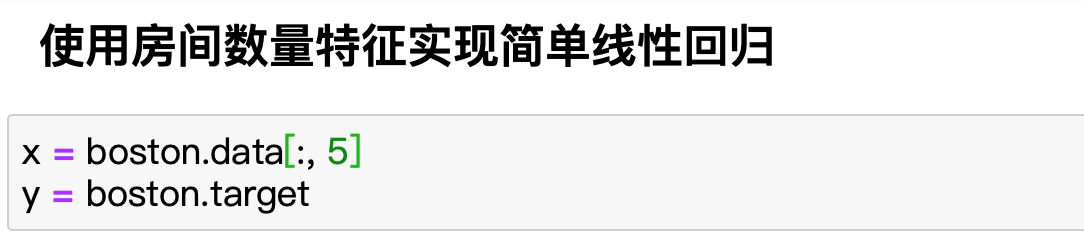 使用房间数量特征实现简单线性回归
x = boston.data[:, 5]
y = boston.target